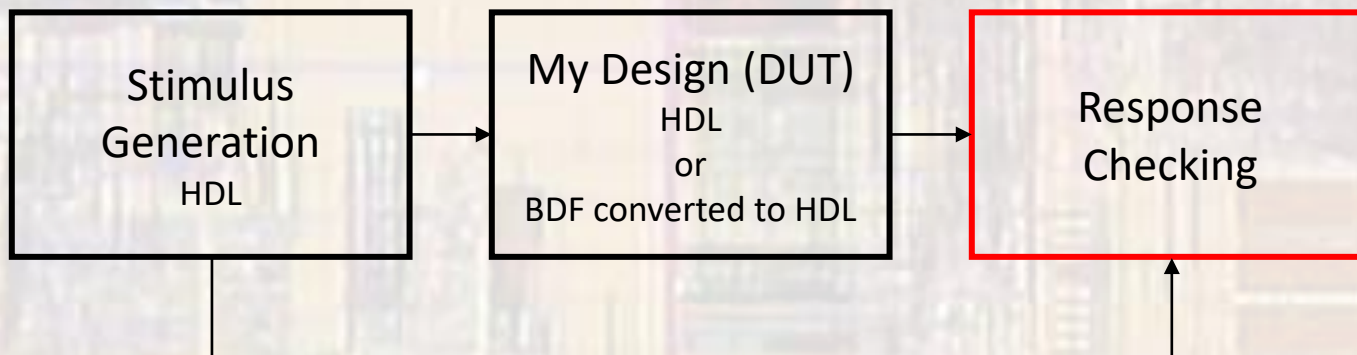 Stimulus
Generation
HDL
My Design (DUT)
HDL
or
BDF converted to HDL
Response
Checking